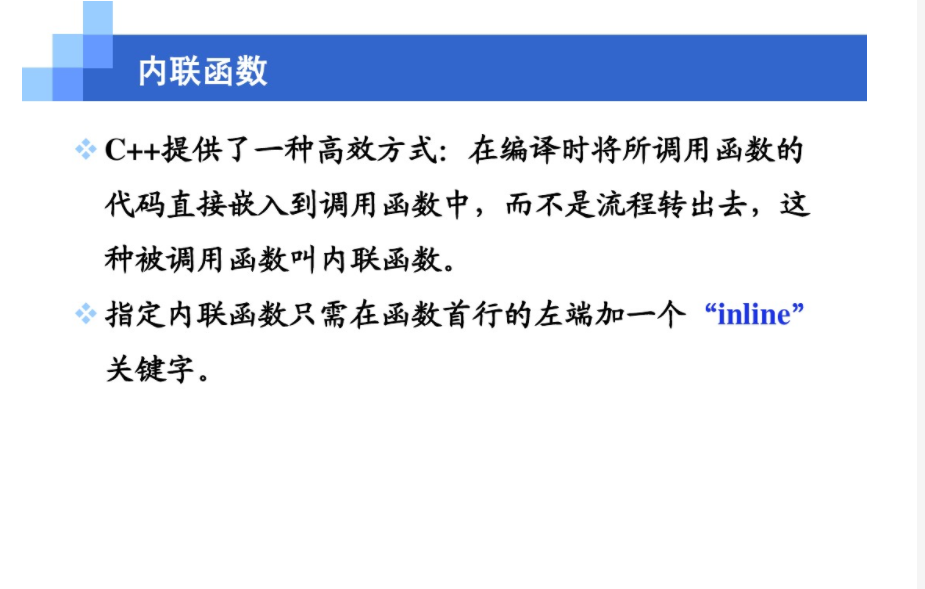 内联函数
C++提供了一种高效方式：在编译时将所调用函数的
代码直接嵌入到调用函数中，而不是流程转出去，这
种被调用函数叫内联函数。
指定内联函数只需在函数首行的左端加一个“inline”
关键字。